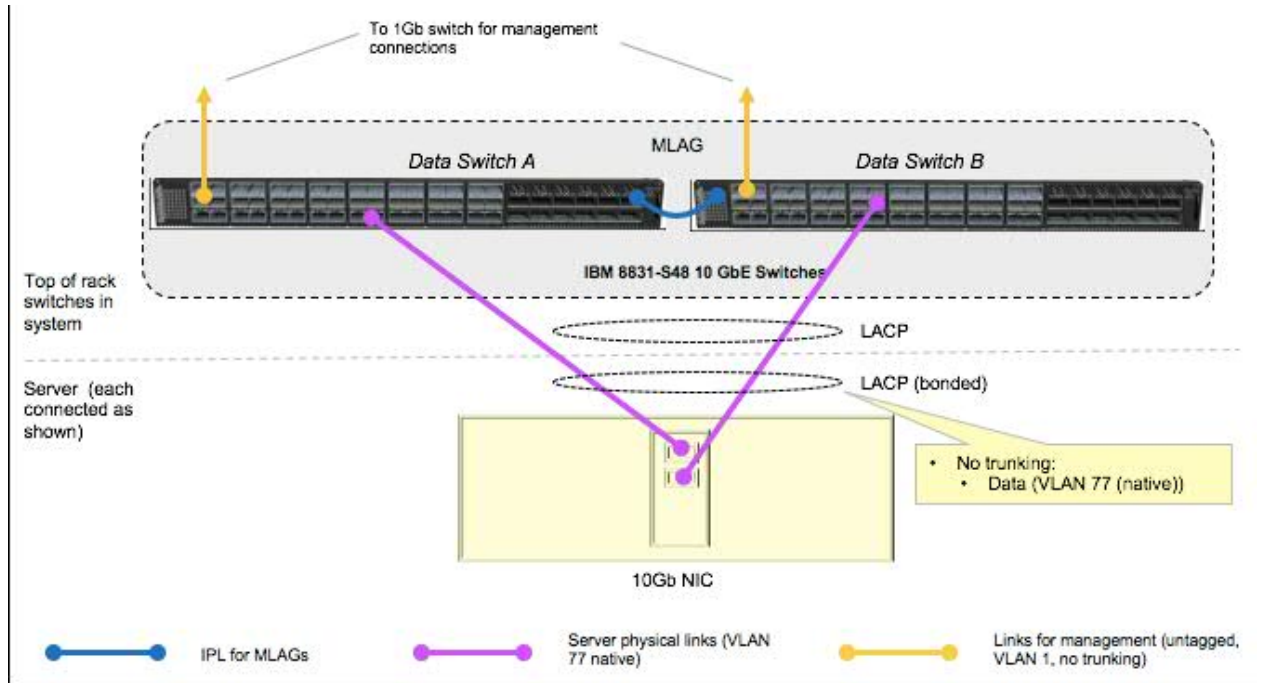 To 1Gb switch for management
connections
MLAG
Data Switch A
Data Switch B
IBM 8831-S48 10 GbE Switches
Top of rack
switches in
system
LACP
Server (each
connected as
shown)
LACP (bonded)
• No trunking:
• Data (VLAN 77 (native))
10Gb NIC
IPL for MLAGs
Server physical links (VLAN
77 native)
Links for management (untagged,
VLAN 1, no trunking)